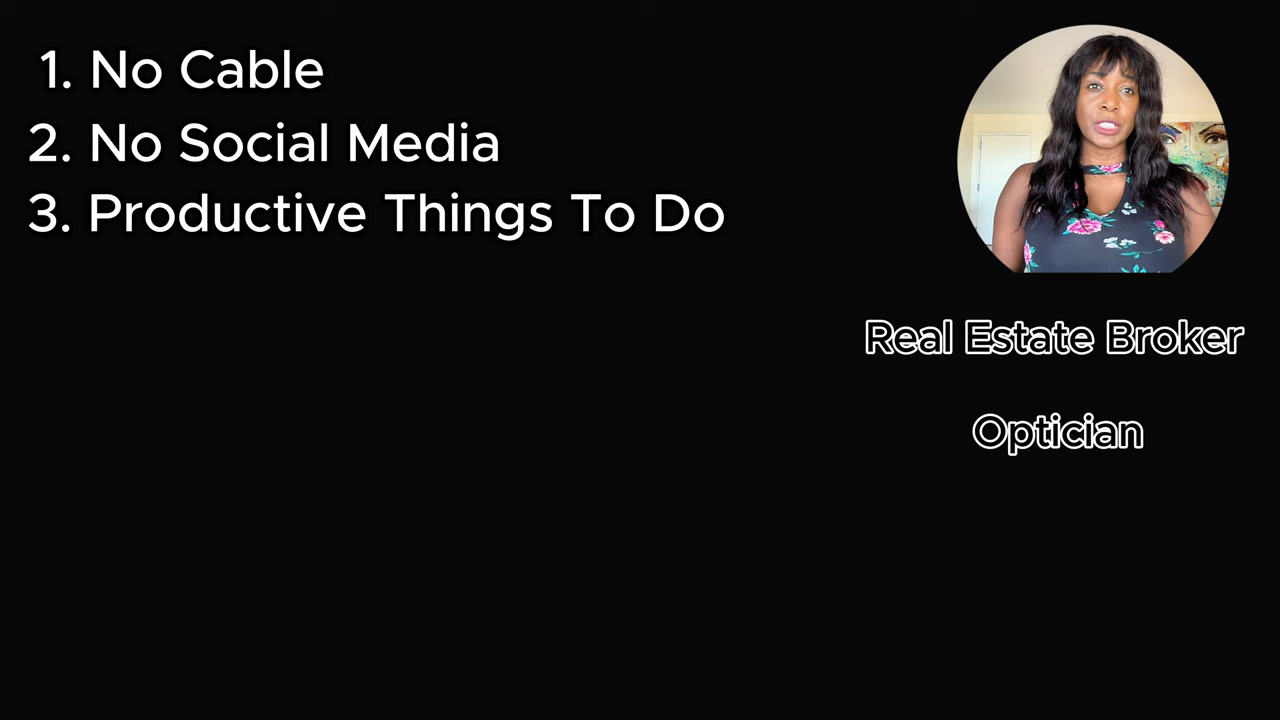 1. No Cable
2. No Social Media
3. Productive Things To Do
Real Estate Broker
Optician